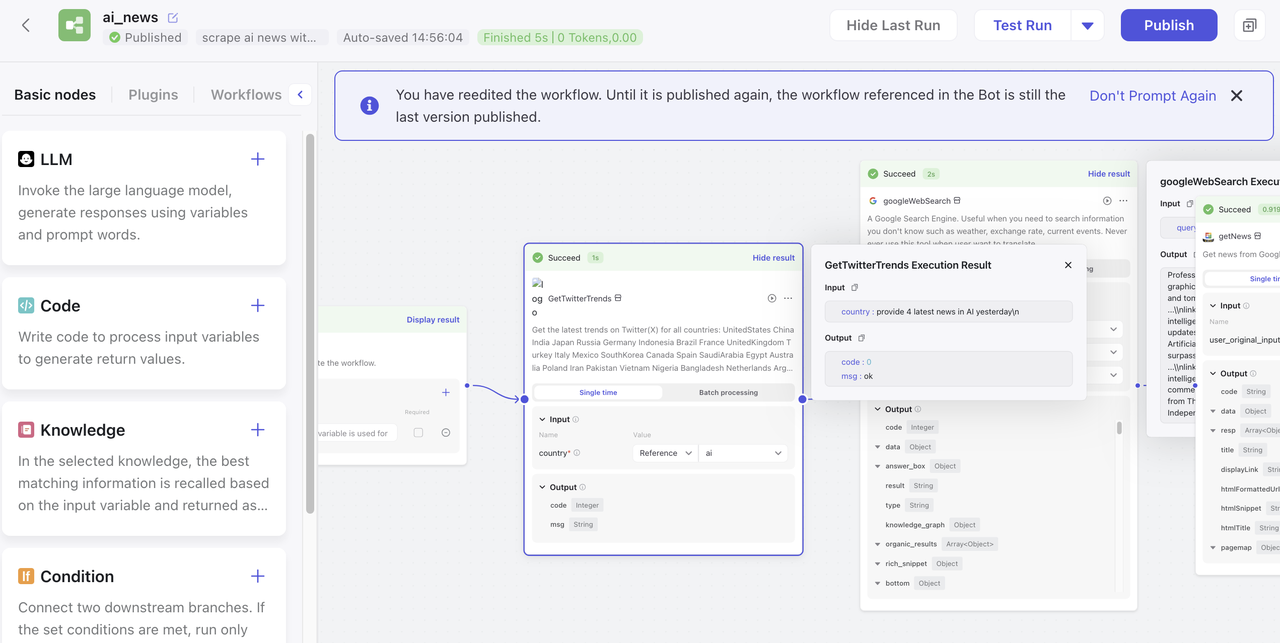 ai_news
Published
scrape ai news wit...
Auto-saved 14:56:04
Finished 5s | 0 Tokens,0.00
Hide Last Run
Test Run
Publish
Basic nodes
Plugins
Workflows
You have reedited the workflow. Until it is published again, the workflow referenced in the Bot is still the
last version published.
Don't Prompt Again
LLM
Invoke the large language model,
generate responses using variables
and prompt words.
Code
Write code to process input variables
to generate return values.
Knowledge
In the selected knowledge, the best
matching information is recalled based
on the input variable and returned as...
If
Condition
Connect two downstream branches. If
the set conditions are met, run only
Display result
te the workflow.
Required
variable is used for
Succeed 1s
Hide result
GetTwitterTrends
Get the latest trends on Twitter(X) for all countries: UnitedStates China
India Japan Russia Germany Indonesia Brazil France UnitedKingdom T
urkey Italy Mexico SouthKorea Canada Spain SaudiArabia Egypt Austra
lia Poland Iran Pakistan Vietnam Nigeria Bangladesh Netherlands Arg...
Single time
Batch processing
Input
Name
Value
country*
Reference
ai
Output
code Integer
msg String
GetTwitterTrends Execution Result
Input
country : provide 4 latest news in AI yesterday\n
Output
code : 0
msg : ok
Succeed 2s
Hide result
googleWebSearch
A Google Search Engine. Useful when you need to search information
you don't know such as weather, exchange rate, current events. Never
ever use this tool when user want to translate.
ng
Output
code Integer
data Object
answer_box Object
result String
type String
knowledge_graph Object
organic_results Array<Object>
rich_snippet Object
bottom Object
googleWebSearch Execu
Input
query
Output
Profess
graphic
and tom
...\\nlink
intellige
updates
Artificia
surpass
...\\nlink
intellige
comme
from Th
Indepen
Succeed 0.919
getNews
Get news from Goog
Single tim
Input
Name
user_original_input
Output
code String
data Object
resp Array<Obje
title String
displayLink Stri
htmlFormattedUrl
htmlSnippet St
htmlTitle String
pagemap Objec